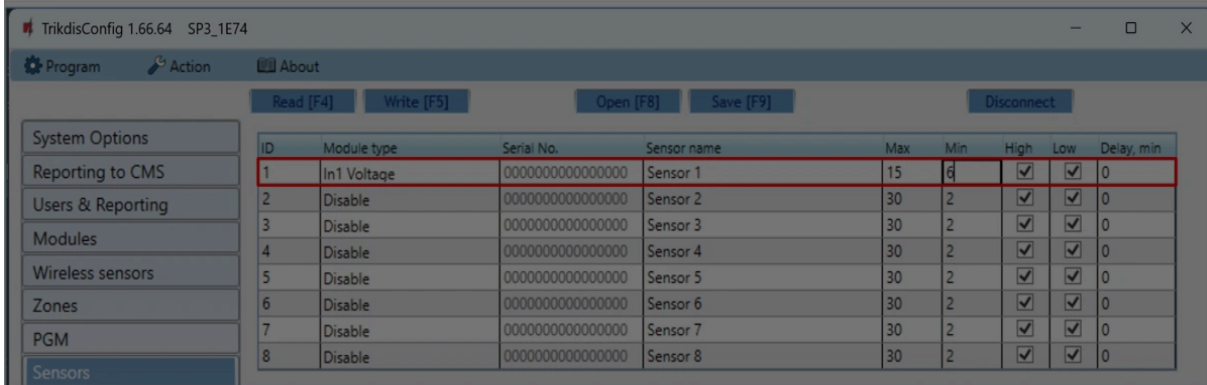 TrikdisConfig 1.66.64 SP3_1E74
Program Action About
Read [F4] Write [F5] Open [F8] Save [F9] Disconnect
System Options
Reporting to CMS
Users & Reporting
Modules
Wireless sensors
Zones
PGM
Sensors
ID Module type Serial No. Sensor name Max Min High Low Delay, min
1 In1 Voltage 0000000000000000 Sensor 1 15 6 0
2 Disable 0000000000000000 Sensor 2 30 2 0
3 Disable 0000000000000000 Sensor 3 30 2 0
4 Disable 0000000000000000 Sensor 4 30 2 0
5 Disable 0000000000000000 Sensor 5 30 2 0
6 Disable 0000000000000000 Sensor 6 30 2 0
7 Disable 0000000000000000 Sensor 7 30 2 0
8 Disable 0000000000000000 Sensor 8 30 2 0